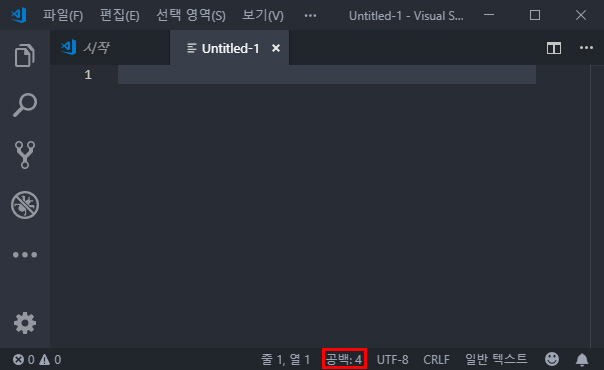 파일(F) 편집(E) 선택 영역(S) 보기(V) ··· Untitled-1 - Visual S...
시작 Untitled-1
1
0 0 줄 1, 열 1 공백: 4 UTF-8 CRLF 일반 텍스트